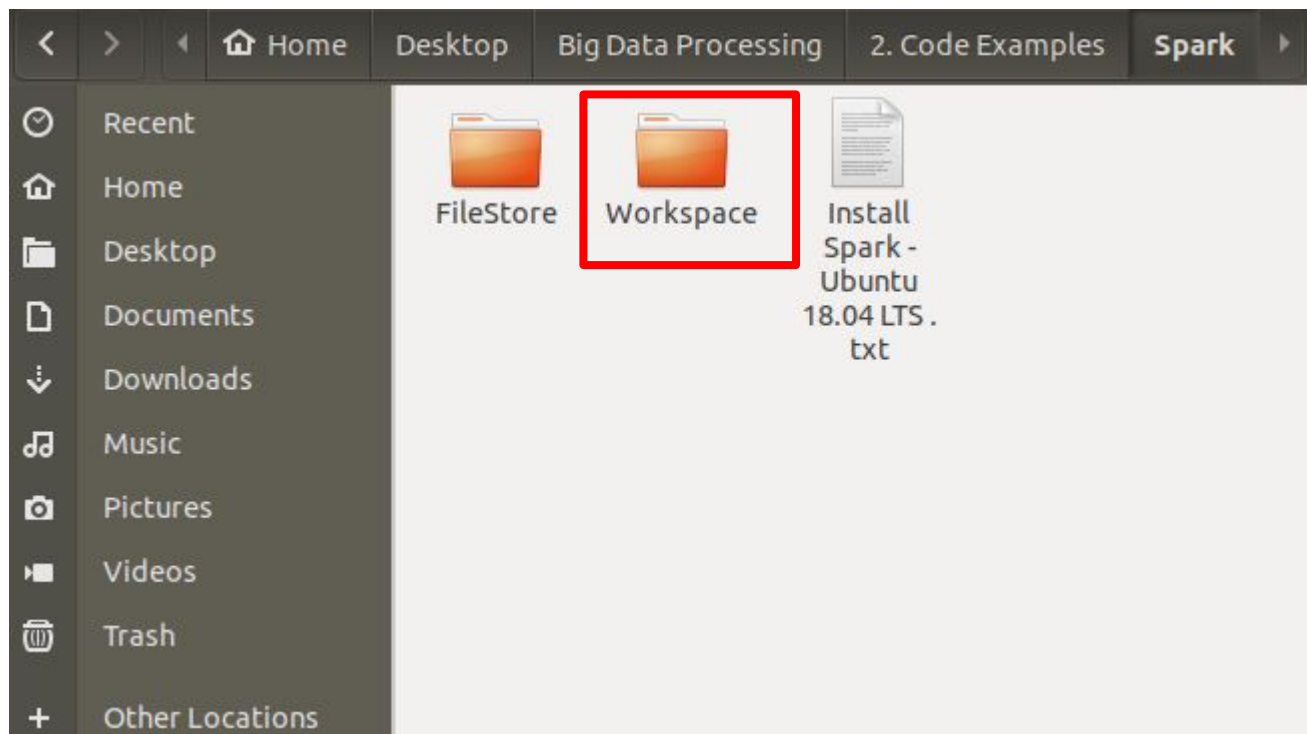 Home Desktop Big Data Processing 2. Code Examples Spark
Recent
Home
Desktop
Documents
Downloads
Music
Pictures
Videos
Trash
Other Locations
FileStore
Workspace
Install
Spark -
Ubuntu
18.04 LTS .
txt